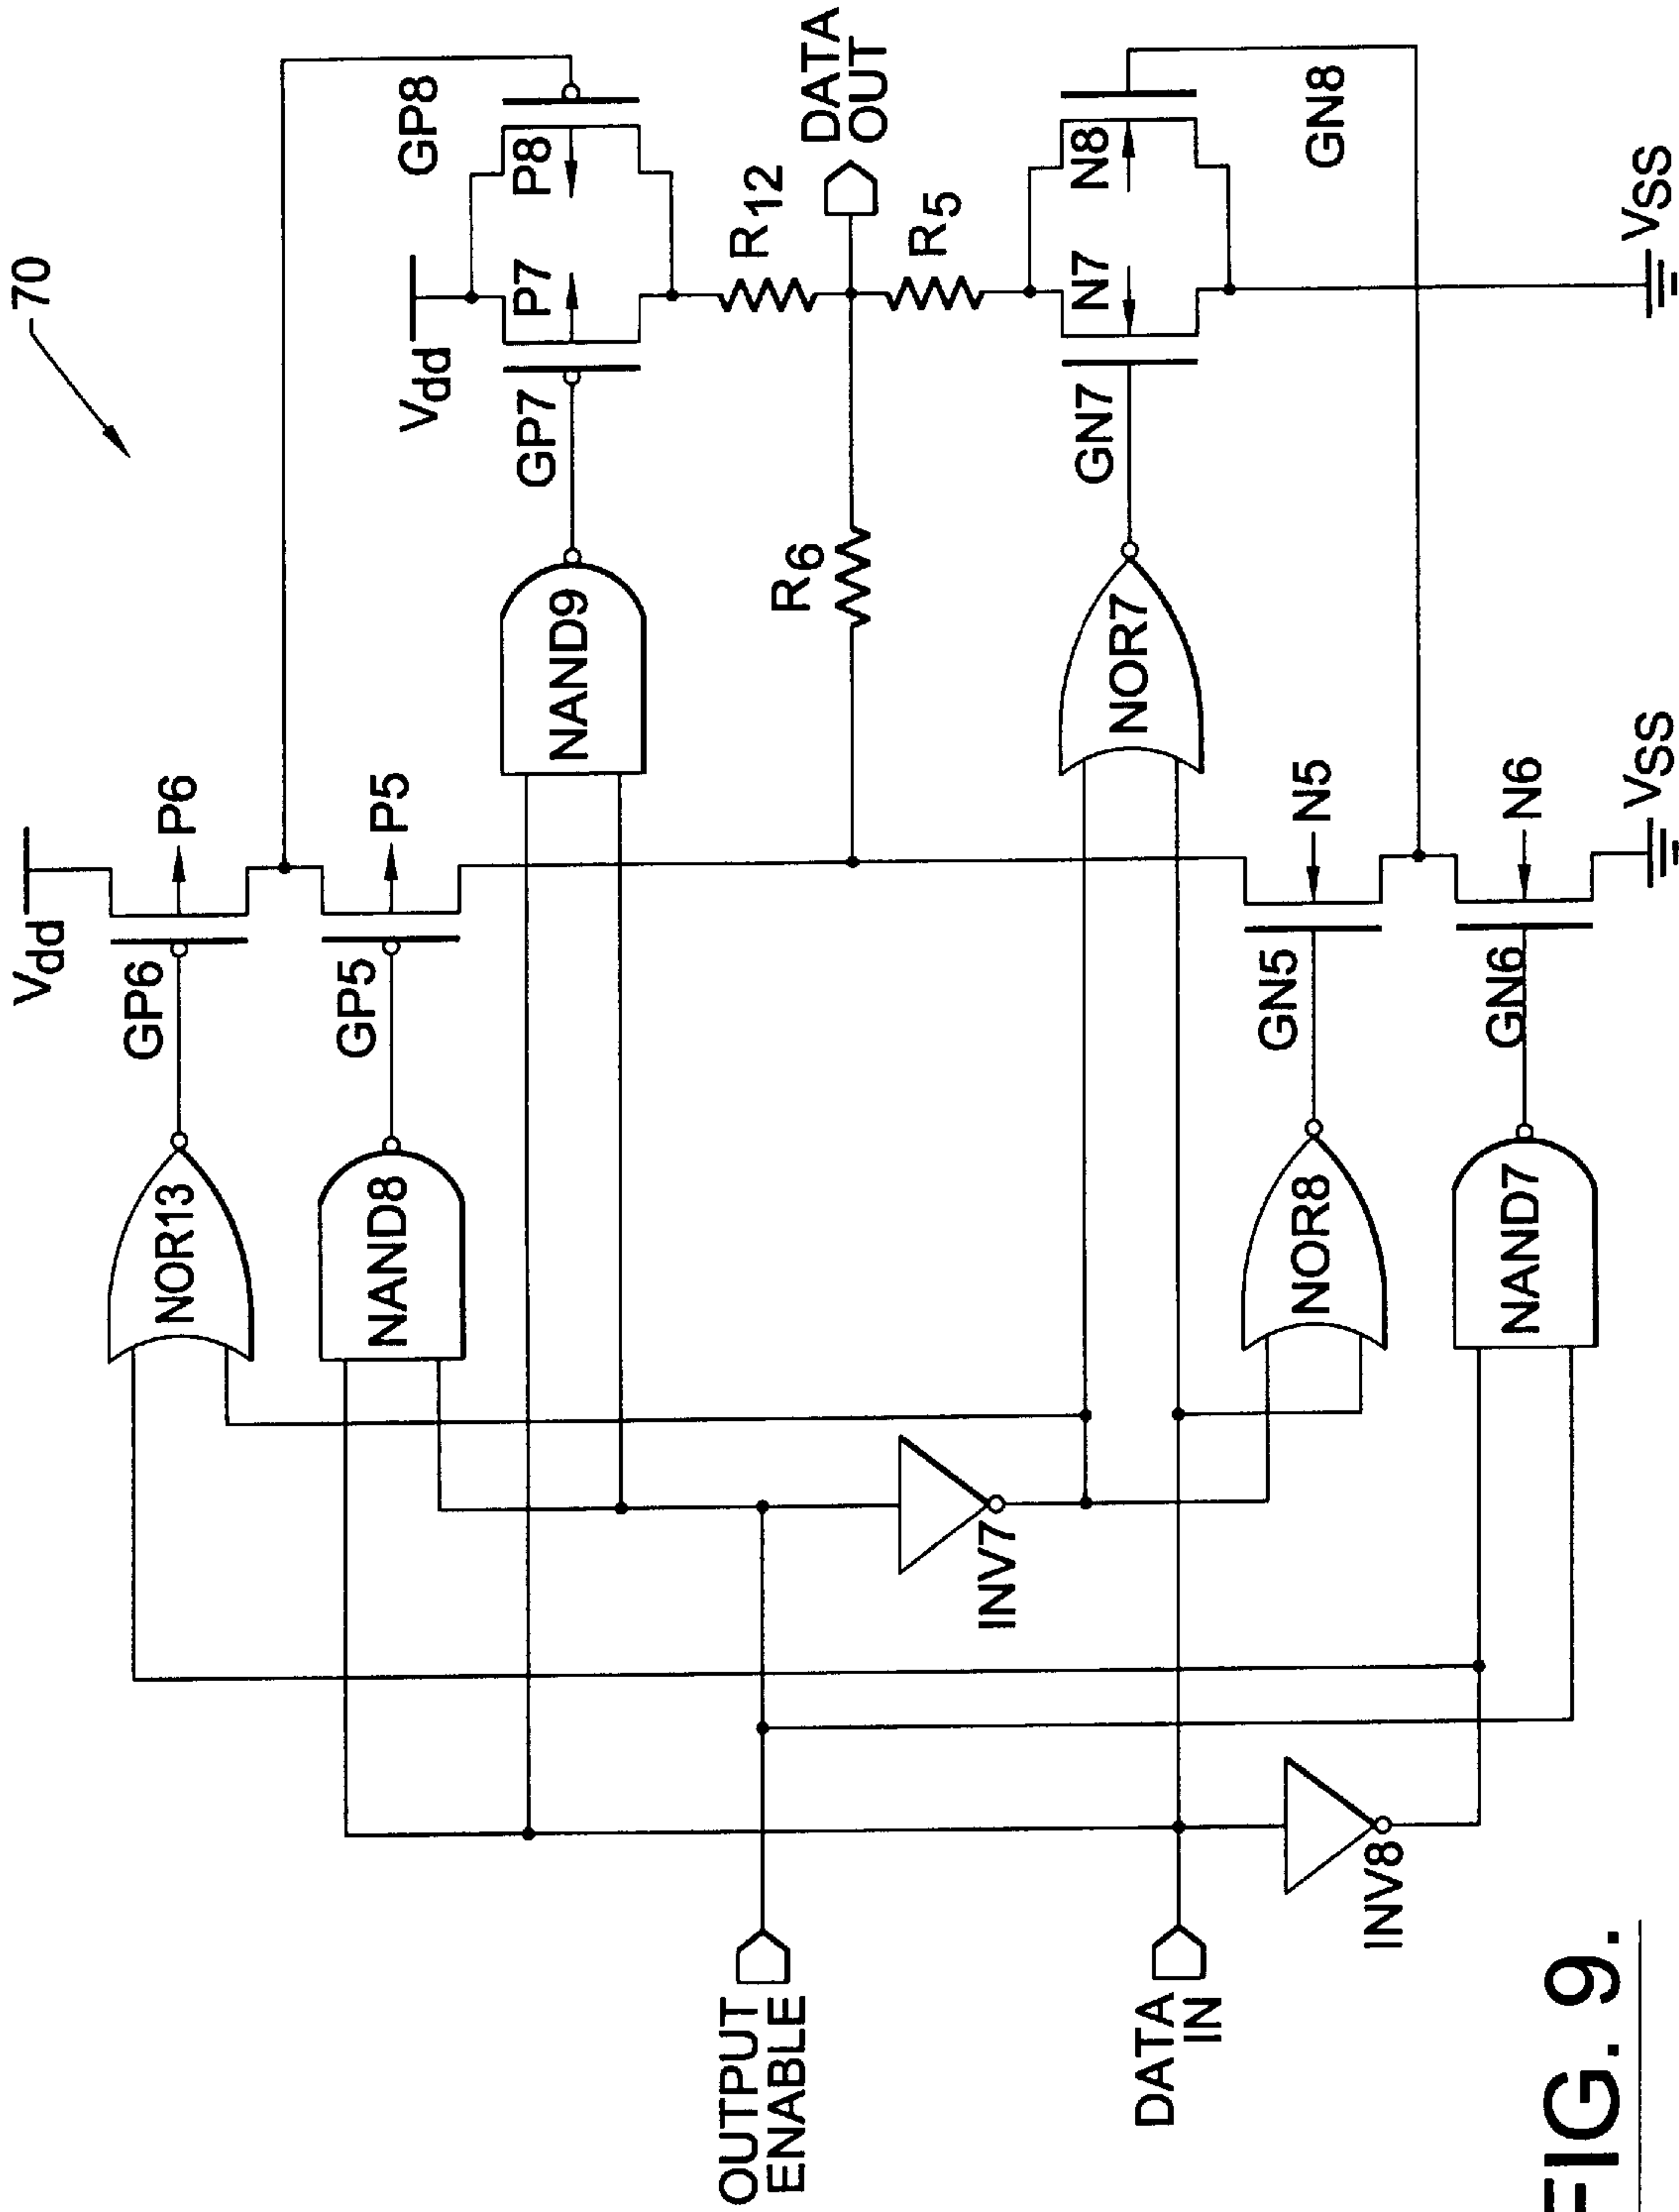 70
Vdd
P6
GP6
NOR13
P5
GP5
NAND8
GP8
P8
Vdd
P7
GP7
NAND9
R12
DATA
OUT
R6
R5
OUTPUT
ENABLE
INV7
N7
N8
GN7
NOR7
GN8
DATA
IN
INV8
NOR8
GN5
N5
NAND7
GN6
N6
VSS
VSS
FIG. 9.